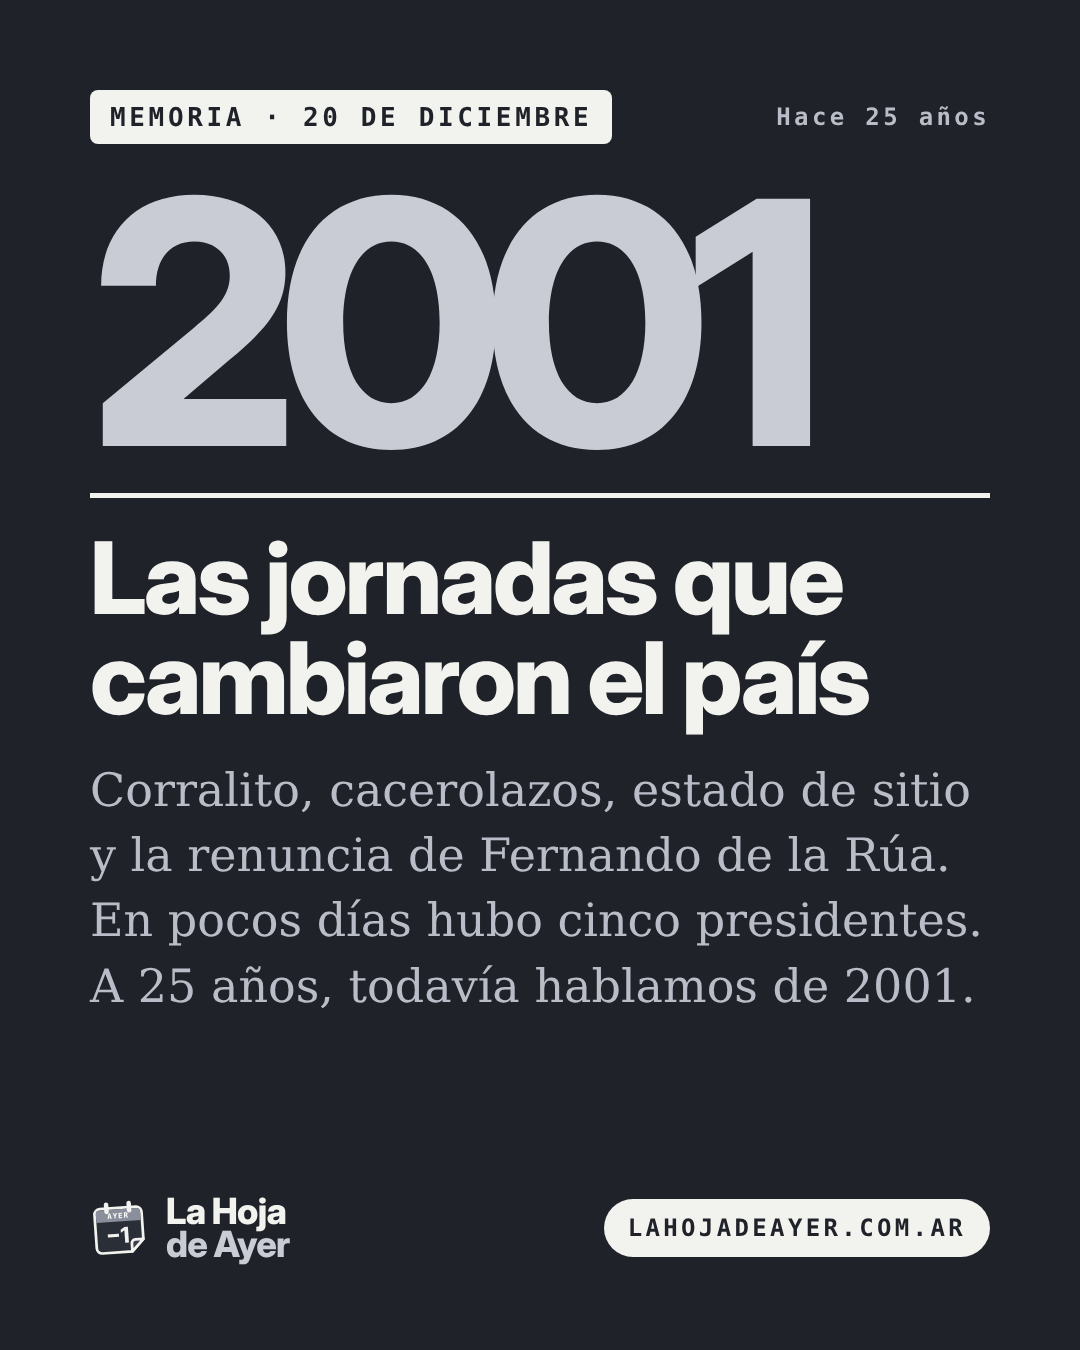 MEMORIA · 20 DE DICIEMBRE
Hace 25 años
2001
Las jornadas que
cambiaron el país
Corralito, cacerolazos, estado de sitio
y la renuncia de Fernando de la Rúa.
En pocos días hubo cinco presidentes.
A 25 años, todavía hablamos de 2001.
AYER
−1
La Hoja
de Ayer
LAHOJADEAYER.COM.AR